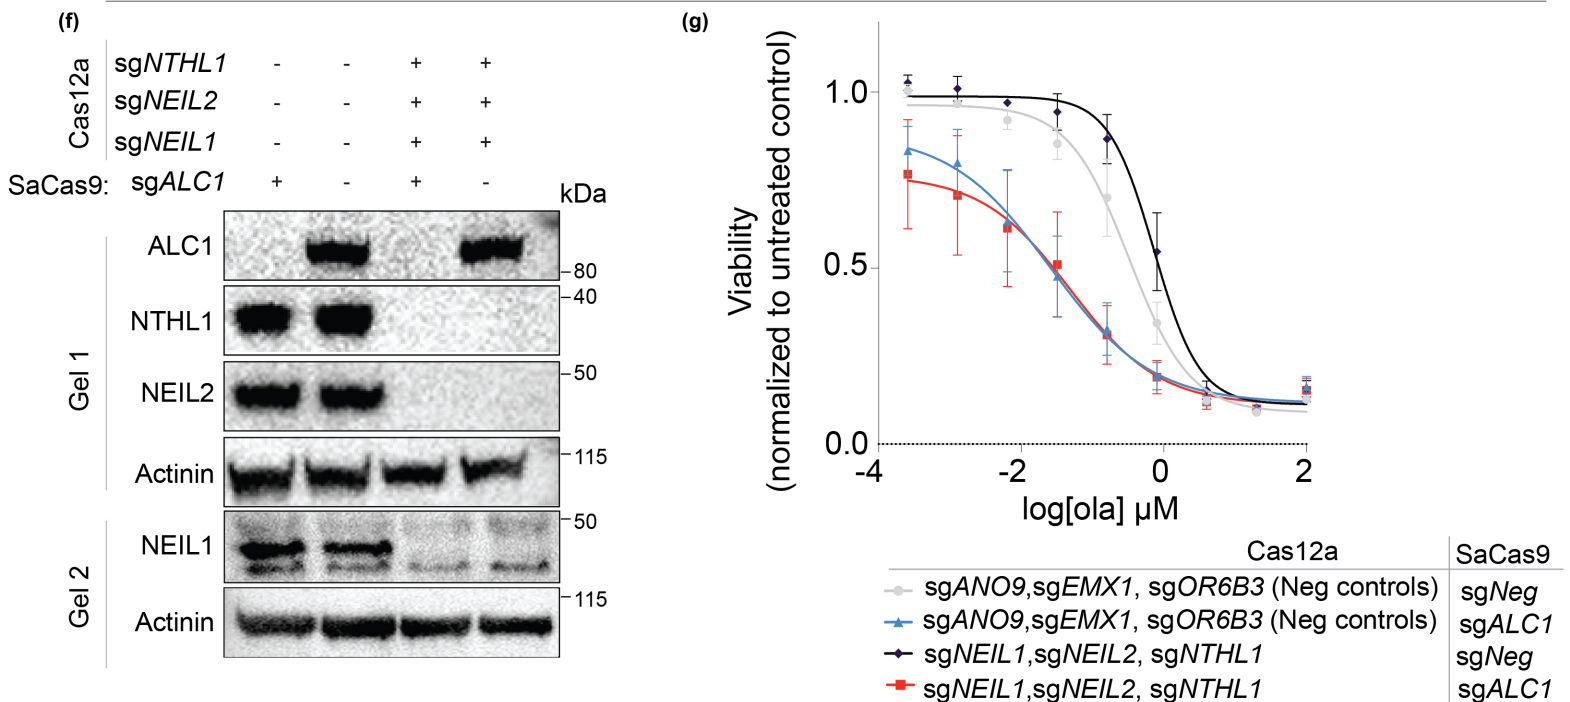 (f)
Cas12a
sgNTHL1 - - + +
sgNEIL2 - - + +
sgNEIL1 - - + +
SaCas9: sgALC1 + - + -
kDa
Gel 1
ALC1
80
40
NTHL1
50
NEIL2
115
Actinin
Gel 2
50
NEIL1
115
Actinin
(g)
Viability
(normalized to untreated control)
1.0
0.5
0.0
-4 -2 0 2
log[ola] µM
Cas12a SaCas9
sgANO9,sgEMX1, sgOR6B3 (Neg controls) sgNeg
sgANO9,sgEMX1, sgOR6B3 (Neg controls) sgALC1
sgNEIL1,sgNEIL2, sgNTHL1 sgNeg
sgNEIL1,sgNEIL2, sgNTHL1 sgALC1